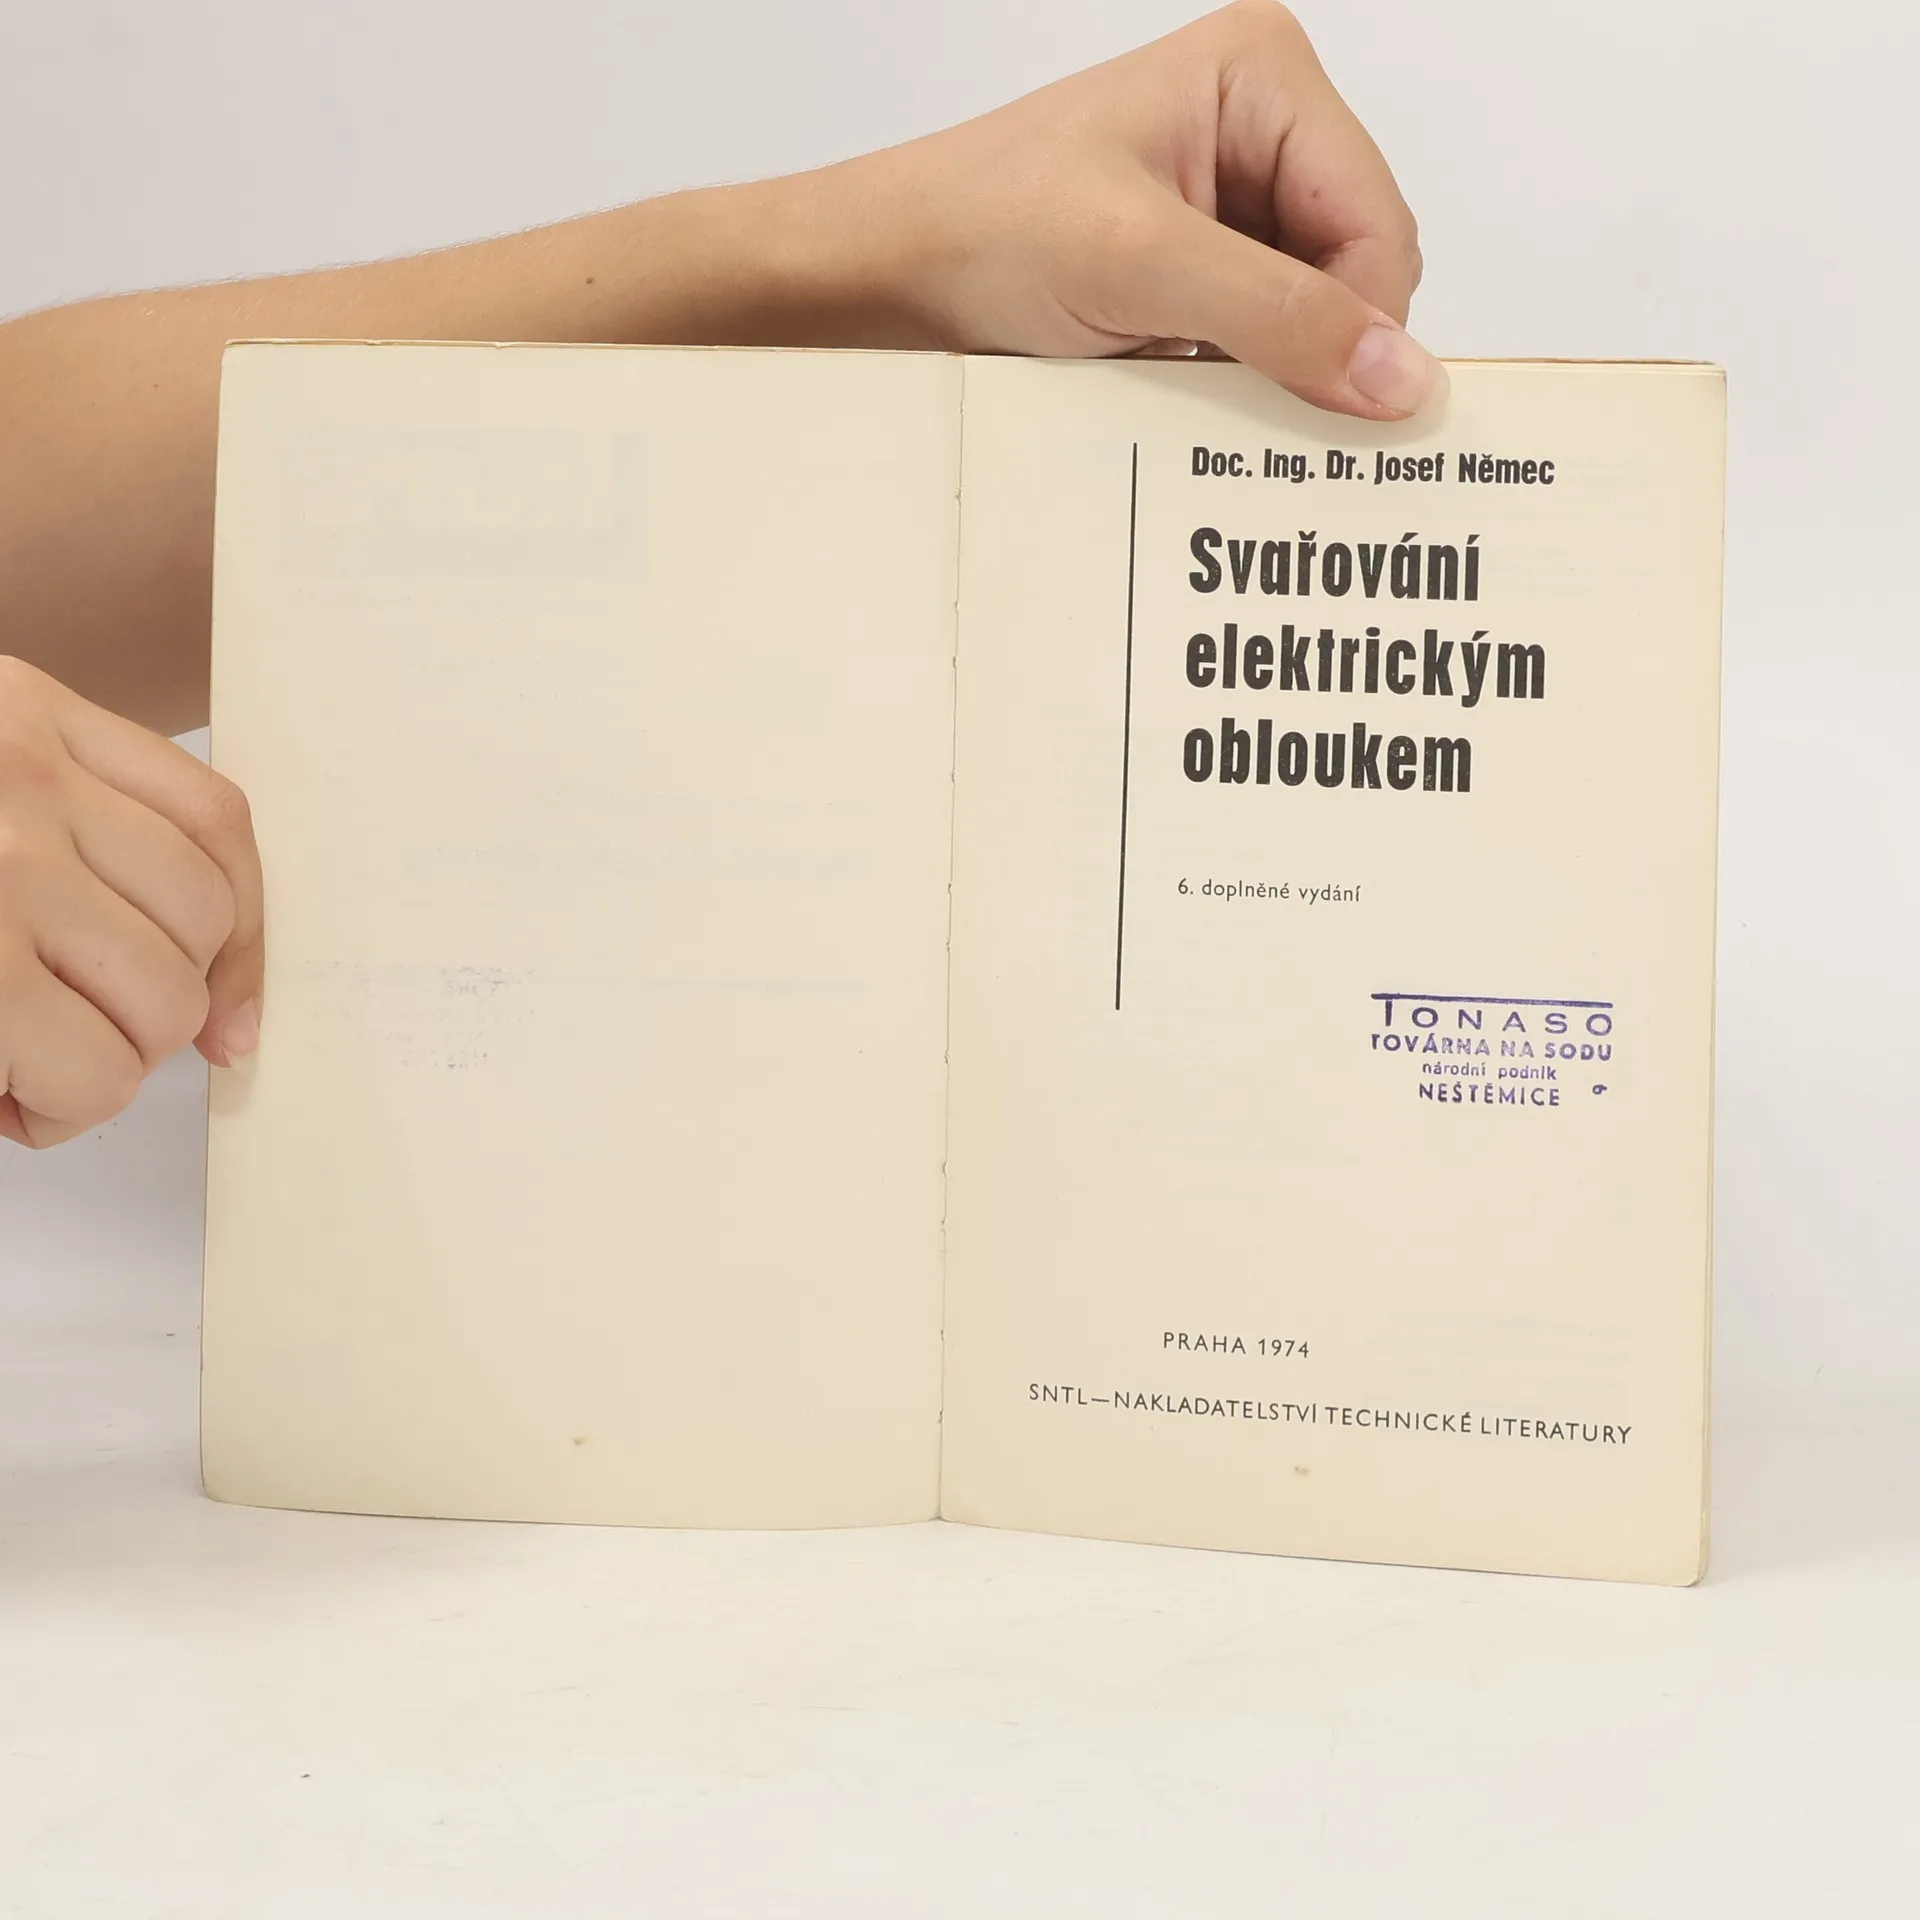 Doc. Ing. Dr. Josef Němec
Svařování
elektrickým
obloukem
6. doplněné vydání
TONASO
TOVÁRNA NA SODU
národní podnik
NEŠTĚMICE
PRAHA 1974
SNTL—NAKLADATELSTVÍ TECHNICKÉ LITERATURY